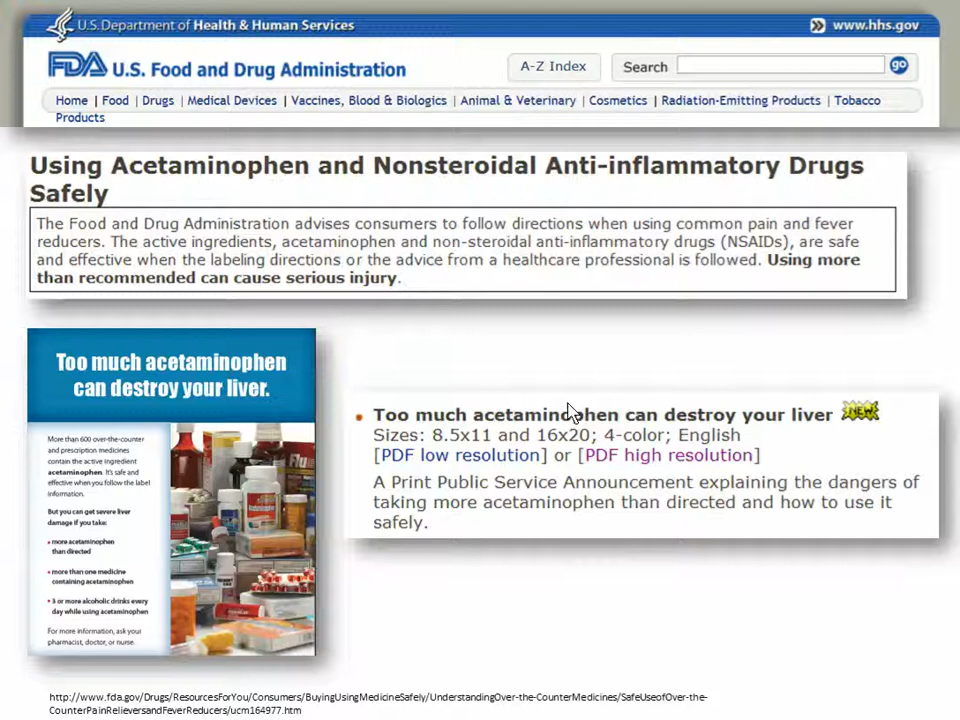 U.S. Department of Health & Human Services
www.hhs.gov
FDA U.S. Food and Drug Administration
A-Z Index
Search
go
Home | Food | Drugs | Medical Devices | Vaccines, Blood & Biologics | Animal & Veterinary | Cosmetics | Radiation-Emitting Products | Tobacco
Products
Using Acetaminophen and Nonsteroidal Anti-inflammatory Drugs
Safely
The Food and Drug Administration advises consumers to follow directions when using common pain and fever
reducers. The active ingredients, acetaminophen and non-steroidal anti-inflammatory drugs (NSAIDs), are safe
and effective when the labeling directions or the advice from a healthcare professional is followed. Using more
than recommended can cause serious injury.
Too much acetaminophen
can destroy your liver.
More than 600 over-the-counter
and prescription medicines
contain the active ingredient
acetaminophen. It's safe and
effective when you follow the label
information.
But you can get severe liver
damage if you take:
• more acetaminophen
than directed
• more than one medicine
containing acetaminophen
• 3 or more alcoholic drinks every
day while using acetaminophen
For more information, ask your
pharmacist, doctor, or nurse.
Flu
• Too much acetaminophen can destroy your liver NEW
Sizes: 8.5x11 and 16x20; 4-color; English
[PDF low resolution] or [PDF high resolution]
A Print Public Service Announcement explaining the dangers of
taking more acetaminophen than directed and how to use it
safely.
http://www.fda.gov/Drugs/ResourcesForYou/Consumers/BuyingUsingMedicineSafely/UnderstandingOver-the-CounterMedicines/SafeUseofOver-the-
CounterPainRelieversandFeverReducers/ucm164977.htm